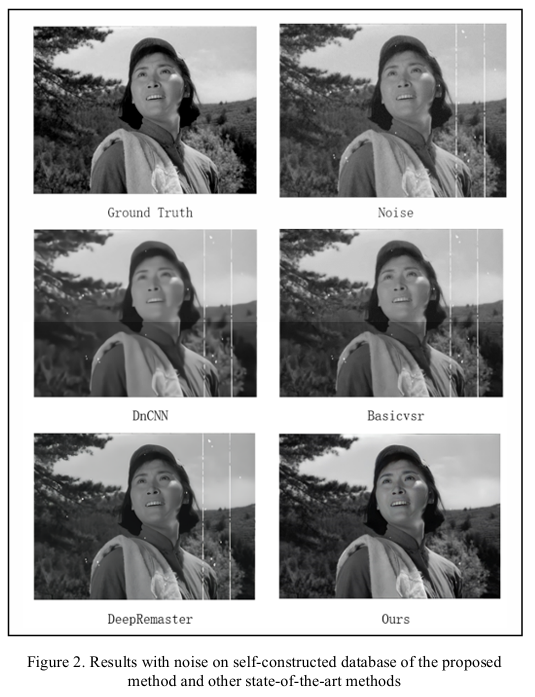 Ground Truth
Noise
DnCNN
Basicvsr
DeepRemaster
Ours
Figure 2. Results with noise on self-constructed database of the proposed
method and other state-of-the-art methods